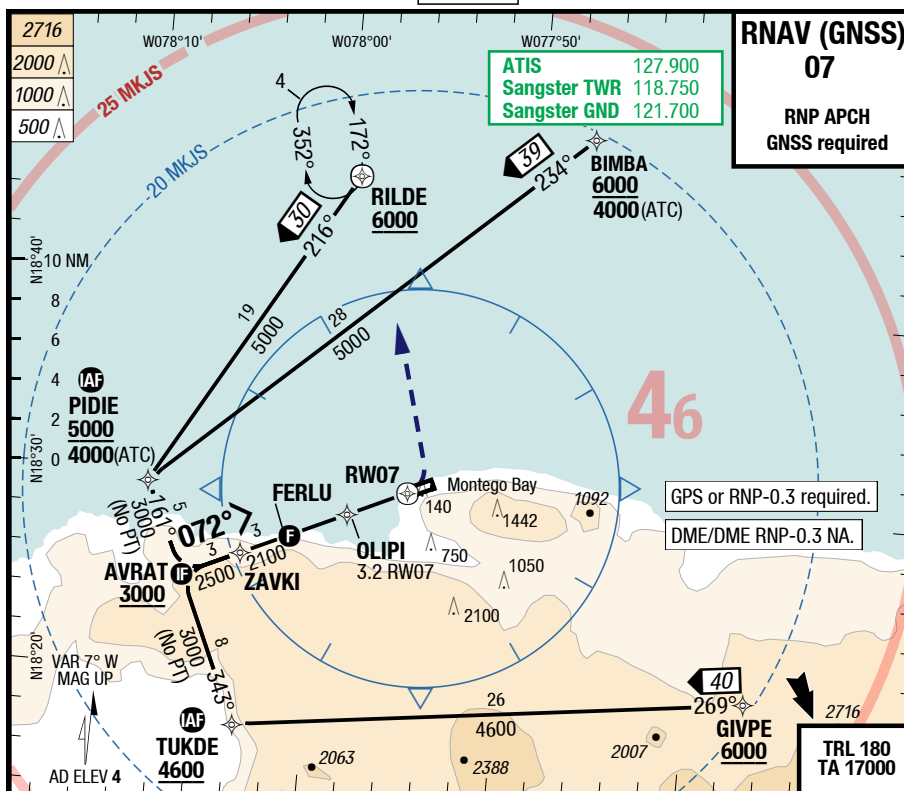 2716
2000
1000
500
W078°10'
W078°00'
W077°50'
RNAV (GNSS)
07
RNP APCH
GNSS required
ATIS 127.900
Sangster TWR 118.750
Sangster GND 121.700
25 MKJS
20 MKJS
4
352°
172°
RILDE
6000
30
216°
39
234°
BIMBA
6000
4000(ATC)
N18°40'
10 NM
8
6
4
2
0
19
5000
28
5000
46
IAF
PIDIE
5000
4000(ATC)
N18°30'
5
3000
(No PT)
161°
072°
RW07
Montego Bay
140
1442
1092
GPS or RNP-0.3 required.
DME/DME RNP-0.3 NA.
FERLU
F
3
2100
3
2500
OLIPI
3.2 RW07
750
1050
2100
AVRAT
3000
IF
ZAVKI
8
3000
(No PT)
343°
N18°20'
VAR 7° W
MAG UP
AD ELEV 4
IAF
TUKDE
4600
26
4600
40
269°
GIVPE
6000
2716
2063
2388
2007
TRL 180
TA 17000